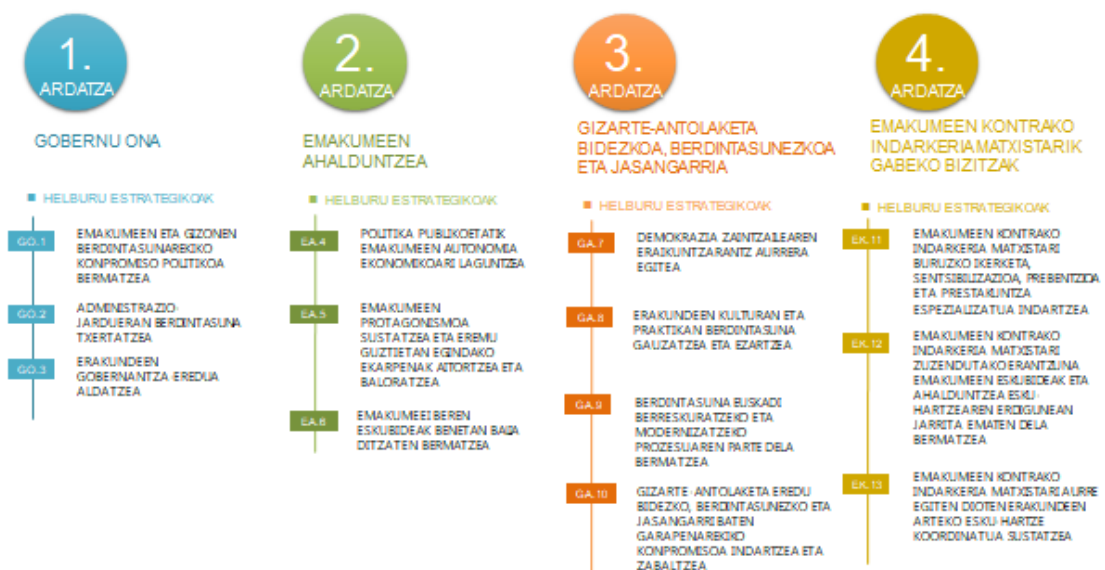 1.
ARDATZA
GOBERNU ONA
HELBURU ESTRATEGIKOAK
GO.1
EMAKUMEEN ETA GIZONEN
BERDINTASUNAREKIKO
KONPROMISO POLITIKOA
BERMATZEA
GO.2
ADMINISTRAZIO-
JARDUERAN BERDINTASUNA
TXERTATZEA
GO.3
ERAKUNDEEN
GOBERNANTZA-EREDUA
ALDATZEA
2.
ARDATZA
EMAKUMEEN
AHALDUNTZEA
HELBURU ESTRATEGIKOAK
EA.4
POLITIKA PUBLIKOETATIK
EMAKUMEEN AUTONOMIA
EKONOMIKOARI LAGUNTZEA
EA.5
EMAKUMEEN
PROTAGONISMOA
SUSTATZEA ETA EREMU
GUZTIETAN EGINDAKO
EKARPENAK AITORTZEA ETA
BALORATZEA
EA.6
EMAKUMEEI BEREN
ESKUBIDEAK BENETAN BALIA
DITZATEN BERMATZEA
3.
ARDATZA
GIZARTE-ANTOLAKETA
BIDEZKOA, BERDINTASUNEZKOA
ETA JASANGARRIA
HELBURU ESTRATEGIKOAK
GA.7
DEMOKRAZIA ZAINTZAILEAREN
ERAIKUNTZARANTZ AURRERA
EGITEA
GA.8
ERAKUNDEEN KULTURAN ETA
PRAKTIKAN BERDINTASUNA
GAUZATZEA ETA EZARTZEA
GA.9
BERDINTASUNA EUSKADI
BERRESKURATZEKO ETA
MODERNIZATZEKO
PROZESUAREN PARTE DELA
BERMATZEA
GA.10
GIZARTE-ANTOLAKETA EREDU
BIDEZKO, BERDINTASUNEZKO ETA
JASANGARRI BATEN
GARAPENAREKIKO
KONPROMISOA INDARTZEA ETA
ZABALTZEA
4.
ARDATZA
EMAKUMEEN KONTRAKO
INDARKERIA MATXISTARIK
GABEKO BIZITZAK
HELBURU ESTRATEGIKOAK
EK.11
EMAKUMEEN KONTRAKO
INDARKERIA MATXISTARI
BURUZKO IKERKETA,
SENTSIBILIZAZIOA, PREBENTZIOA
ETA PRESTAKUNTZA
ESPEZIALIZATUA INDARTZEA
EK.12
EMAKUMEEN KONTRAKO
INDARKERIA MATXISTARI
ZUZENDUTAKO ERANTZUNA
EMAKUMEEN ESKUBIDEAK ETA
AHALDUNTZEA ESKU-
HARTZEAREN ERDIGUNEAN
JARRITA EMATEN DELA
BERMATZEA
EK.13
EMAKUMEEN KONTRAKO
INDARKERIA MATXISTARI AURRE
EGITEN DIOTEN ERAKUNDEEN
ARTEKO ESKU-HARTZE
KOORDINATUA SUSTATZEA